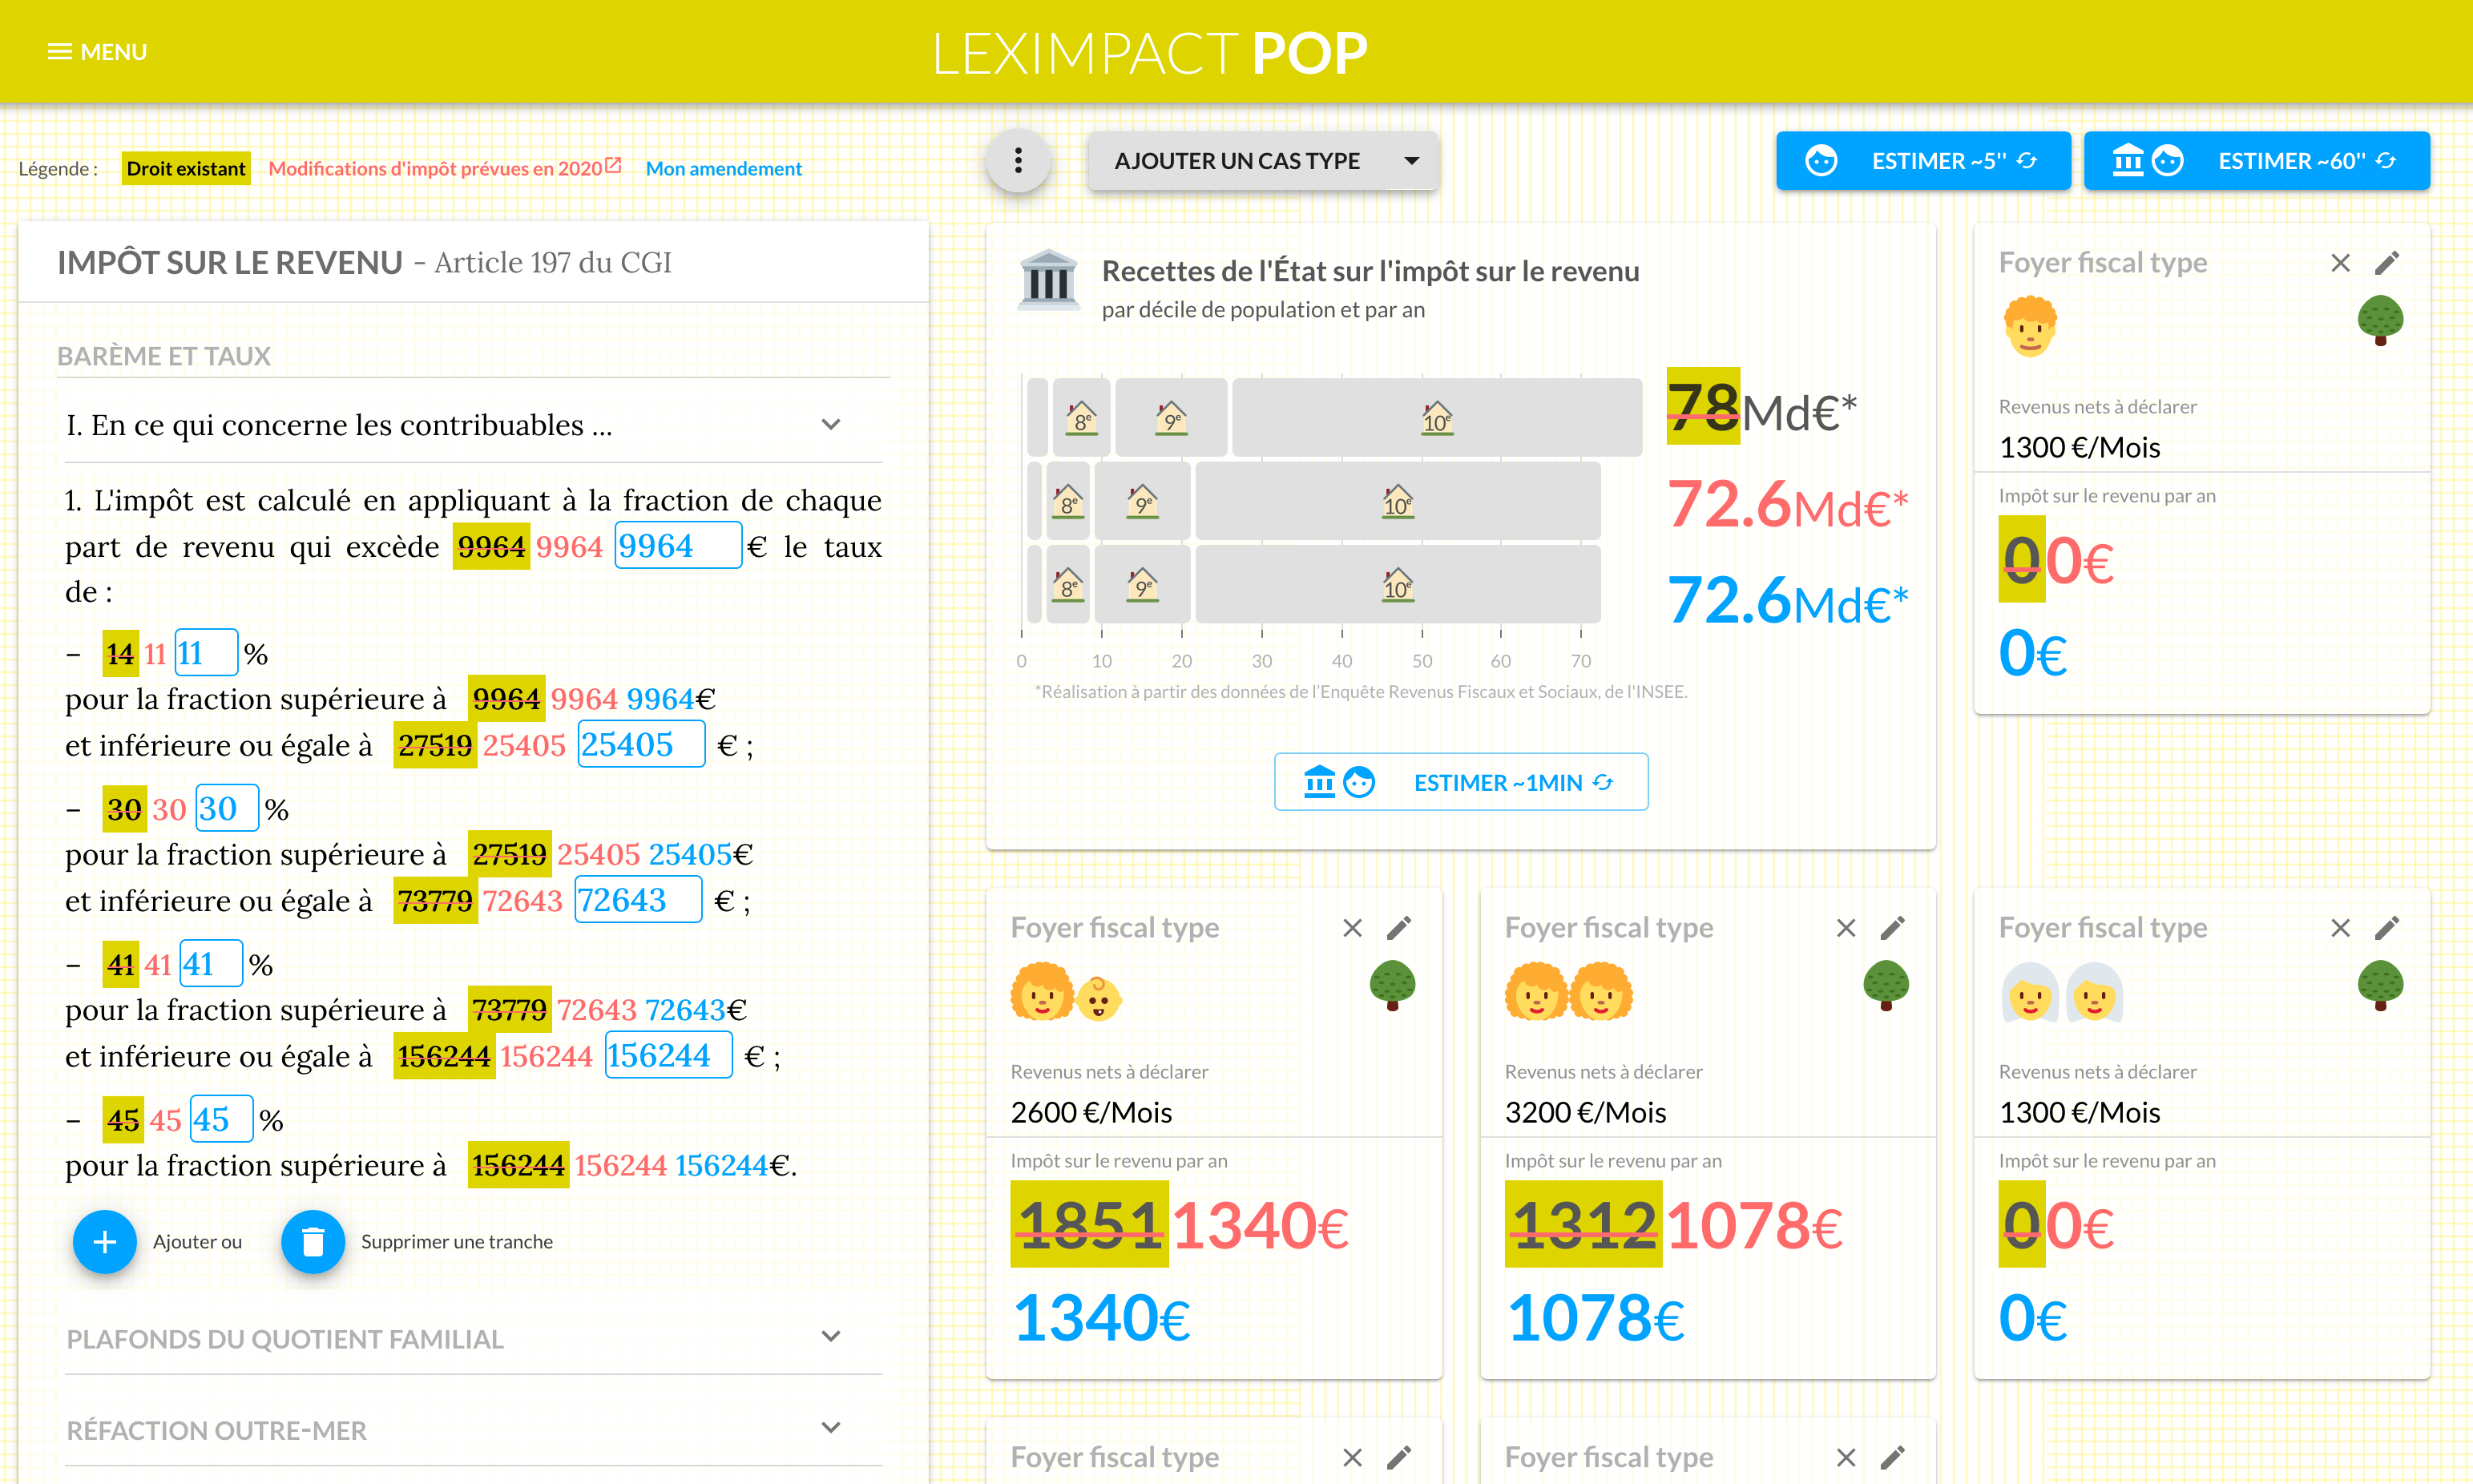 MENU
LEXIMPACT POP
Légende :
Droit existant
Modifications d'impôt prévues en 2020
Mon amendement
AJOUTER UN CAS TYPE
ESTIMER ~5''
ESTIMER ~60''
IMPÔT SUR LE REVENU - Article 197 du CGI
BARÈME ET TAUX
I. En ce qui concerne les contribuables ...
1. L'impôt est calculé en appliquant à la fraction de chaque
part de revenu qui excède 9964 9964 9964 € le taux
de :
– 14 11 11 %
pour la fraction supérieure à 9964 9964 9964€
et inférieure ou égale à 27519 25405 25405 € ;
– 30 30 30 %
pour la fraction supérieure à 27519 25405 25405€
et inférieure ou égale à 73779 72643 72643 € ;
– 41 41 41 %
pour la fraction supérieure à 73779 72643 72643€
et inférieure ou égale à 156244 156244 156244 € ;
– 45 45 45 %
pour la fraction supérieure à 156244 156244 156244€.
Ajouter ou
Supprimer une tranche
PLAFONDS DU QUOTIENT FAMILIAL
RÉFACTION OUTRE-MER
Recettes de l'État sur l'impôt sur le revenu
par décile de population et par an
8e 9e 10e
78Md€*
8e 9e 10e
72.6Md€*
8e 9e 10e
72.6Md€*
0 10 20 30 40 50 60 70
*Réalisation à partir des données de l'Enquête Revenus Fiscaux et Sociaux, de l'INSEE.
ESTIMER ~1MIN
Foyer fiscal type
Revenus nets à déclarer
1300 €/Mois
Impôt sur le revenu par an
00€
0€
Foyer fiscal type
Revenus nets à déclarer
2600 €/Mois
Impôt sur le revenu par an
18511340€
1340€
Foyer fiscal type
Revenus nets à déclarer
3200 €/Mois
Impôt sur le revenu par an
13121078€
1078€
Foyer fiscal type
Revenus nets à déclarer
1300 €/Mois
Impôt sur le revenu par an
00€
0€
Foyer fiscal type
Foyer fiscal type